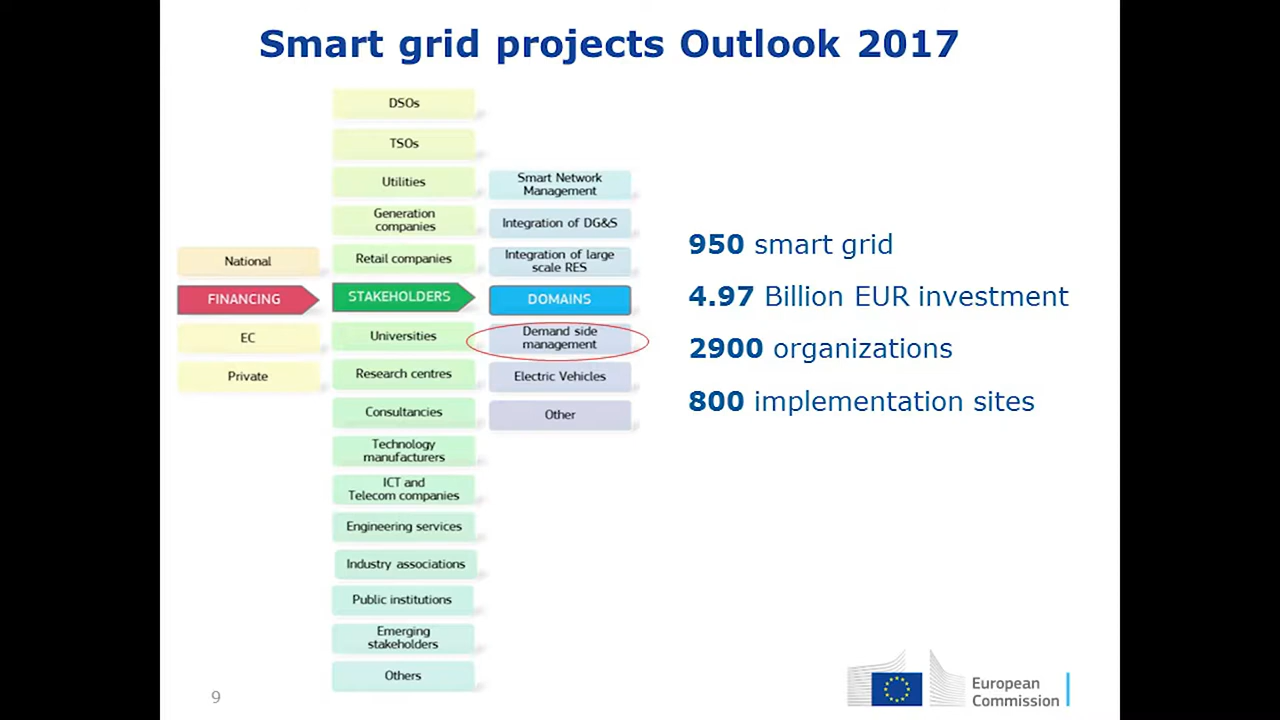 Smart grid projects Outlook 2017
National
FINANCING
EC
Private
DSOs
TSOs
Utilities
Generation
companies
Retail companies
STAKEHOLDERS
Universities
Research centres
Consultancies
Technology
manufacturers
ICT and
Telecom companies
Engineering services
Industry associations
Public institutions
Emerging
stakeholders
Others
Smart Network
Management
Integration of DG&S
Integration of large
scale RES
DOMAINS
Demand side
management
Electric Vehicles
Other
950 smart grid
4.97 Billion EUR investment
2900 organizations
800 implementation sites
9
European
Commission